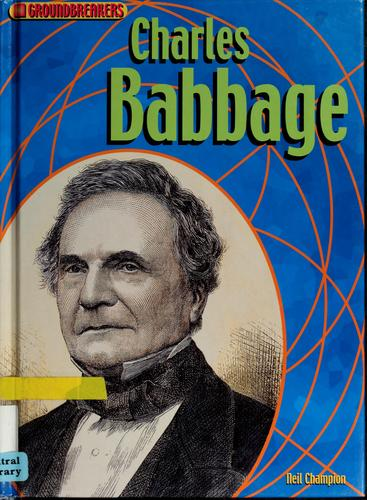 GROUNDBREAKERS
Charles
Babbage
Neil Champion